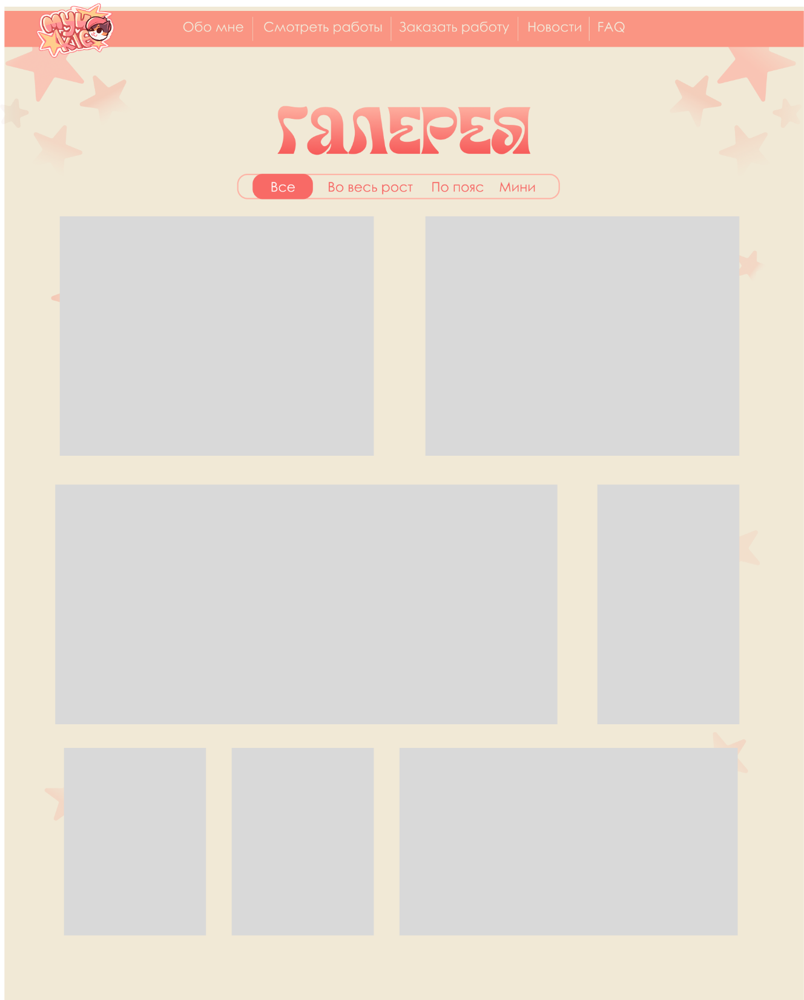 Обо мне
Смотреть работы
Заказать работу
Новости
FAQ
ГАЛЕРЕЯ
Все
Во весь рост
По пояс
Мини